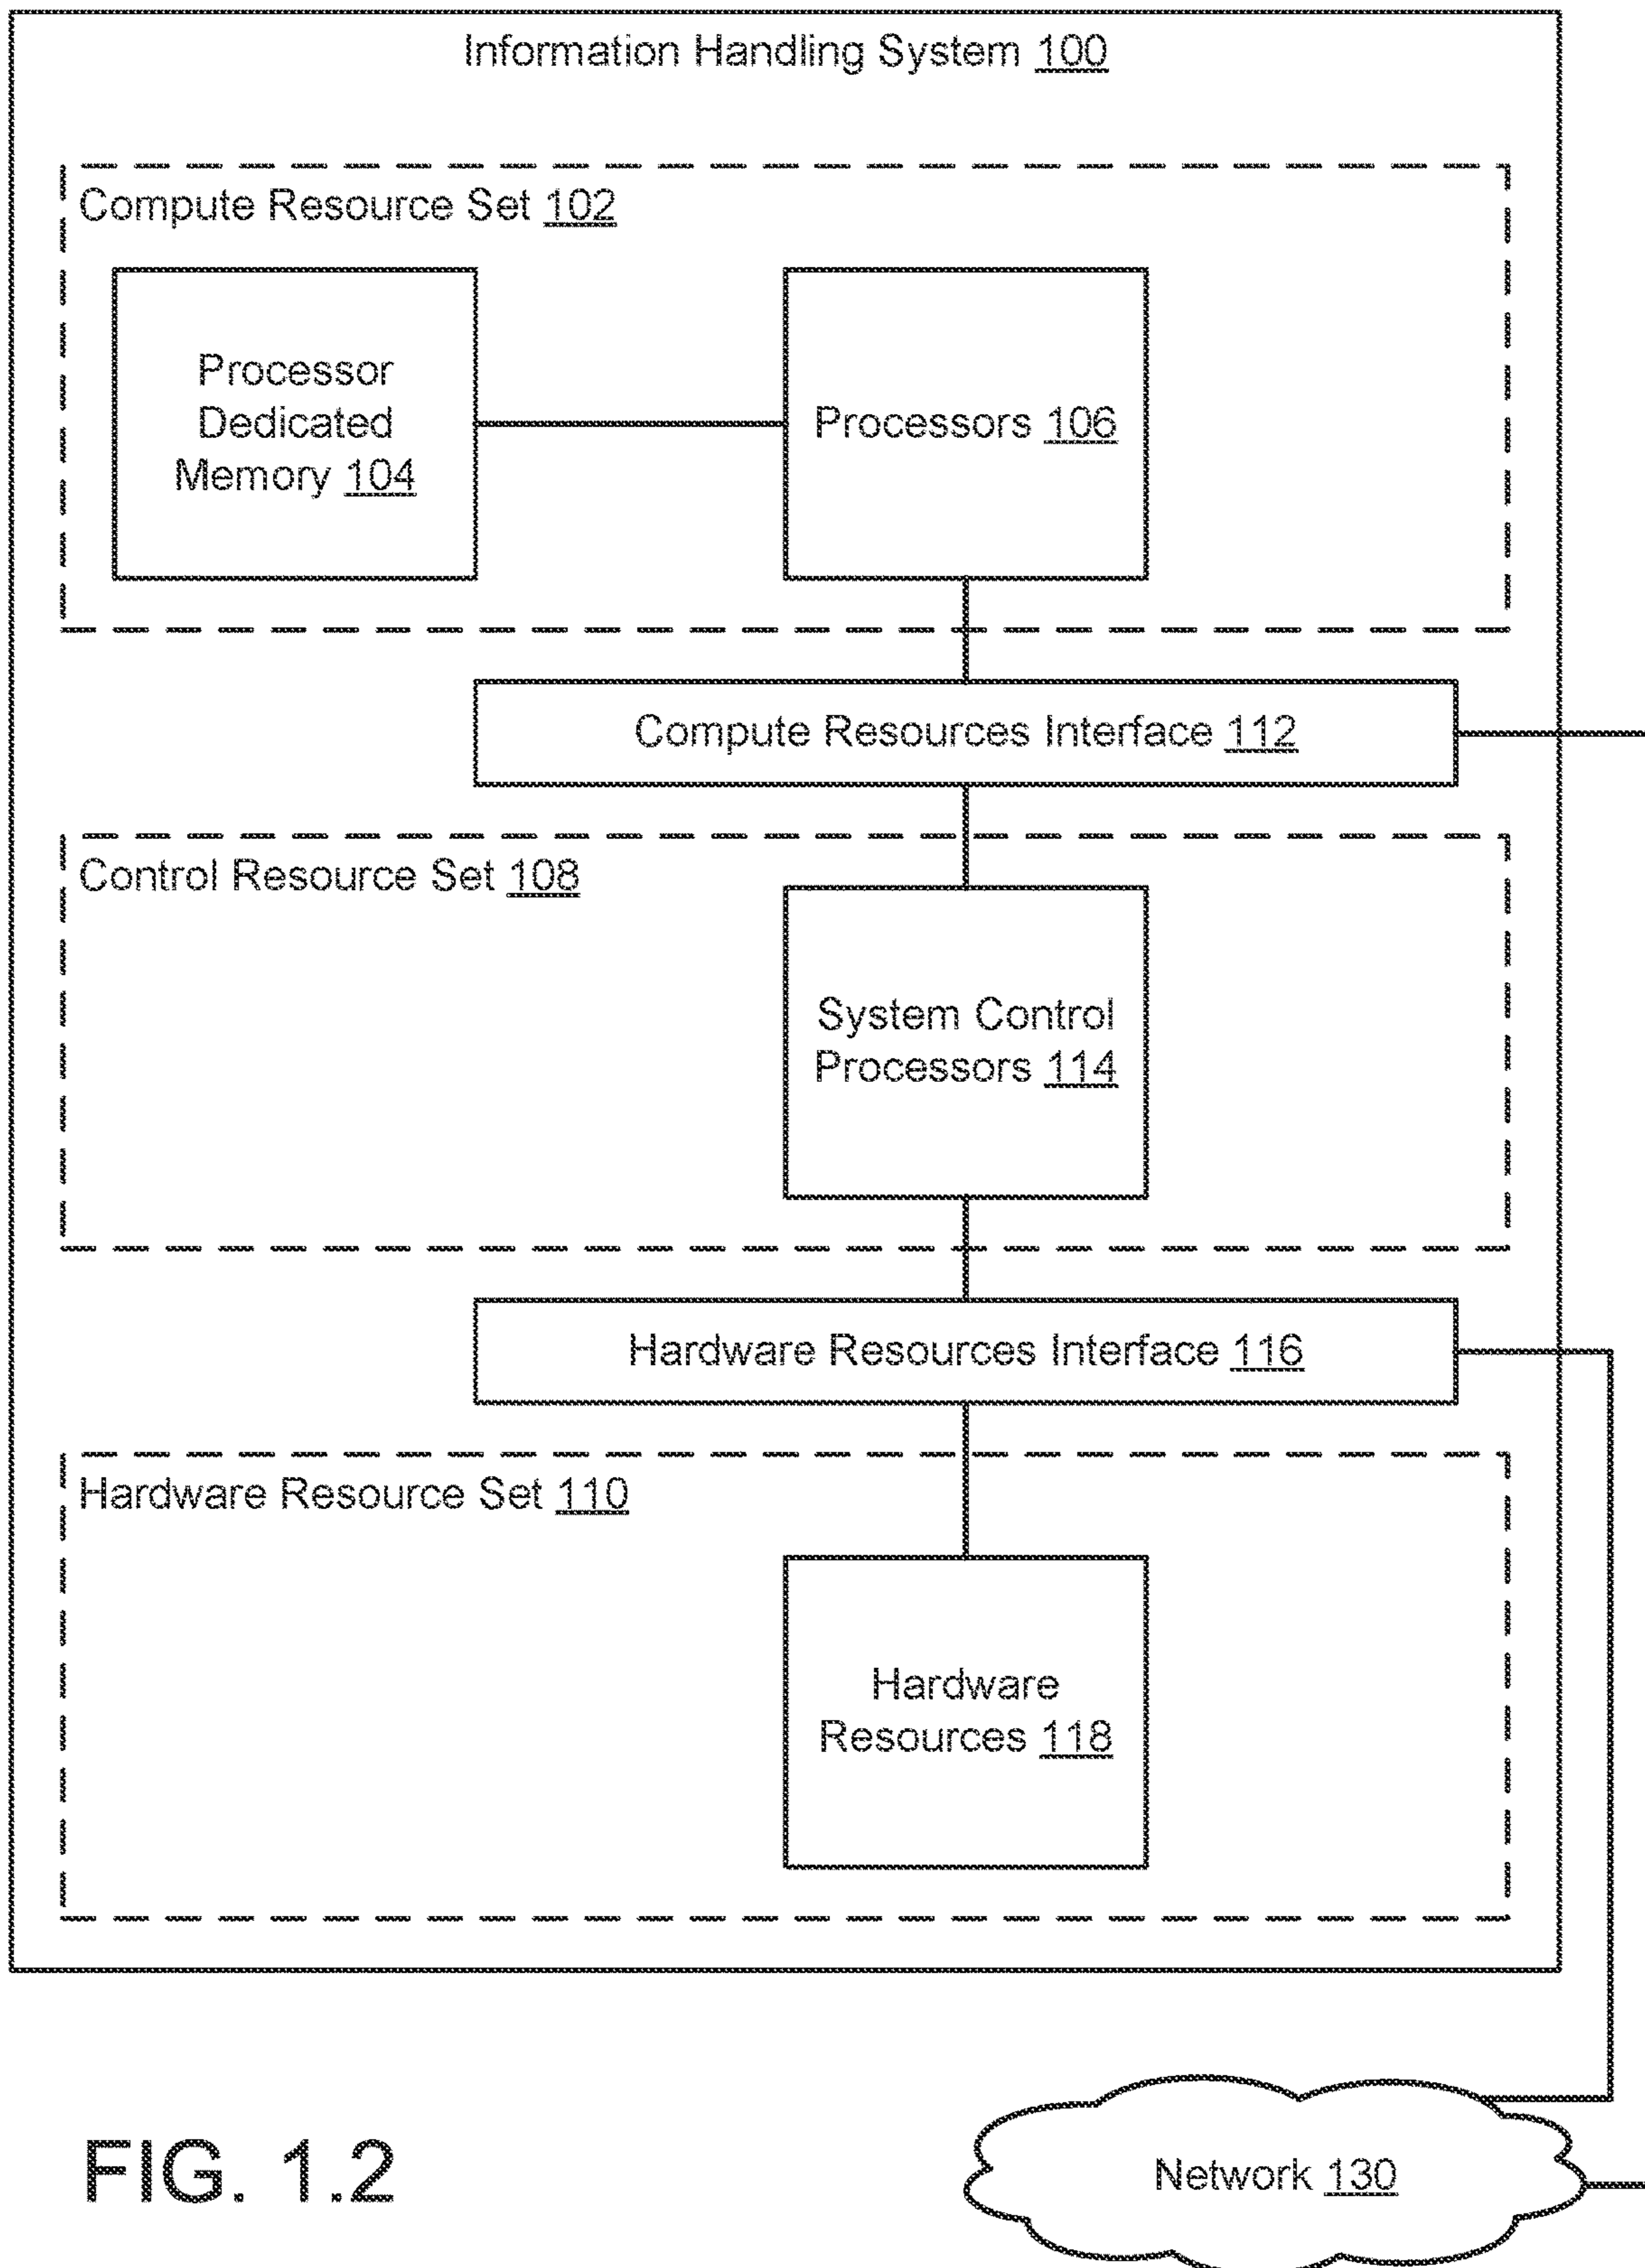 Information Handling System 100
Compute Resource Set 102
Processor
Dedicated
Memory 104
Processors 106
Compute Resources Interface 112
Control Resource Set 108
System Control
Processors 114
Hardware Resources Interface 116
Hardware Resource Set 110
Hardware
Resources 118
Network 130
FIG. 1.2